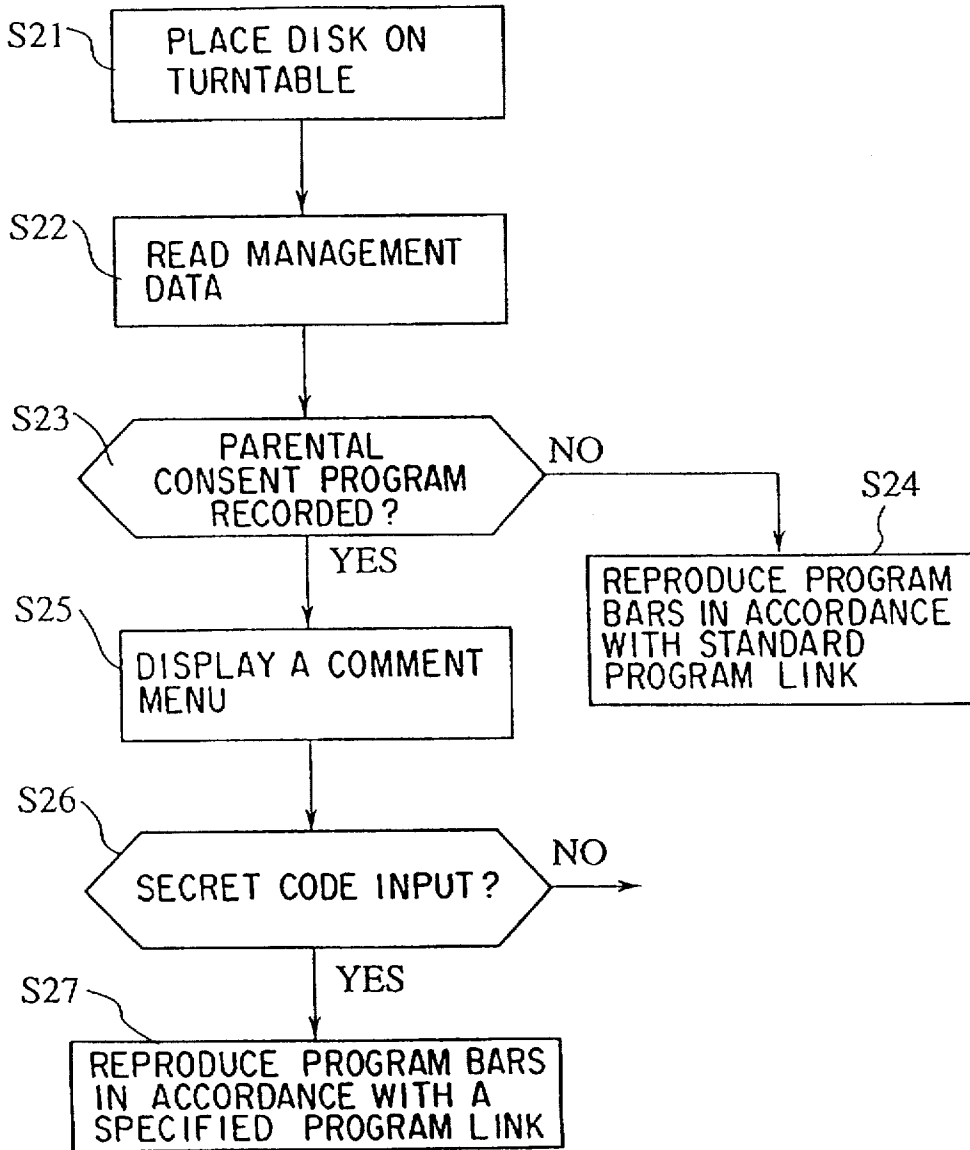 S21
PLACE DISK ON
TURNTABLE
S22
READ MANAGEMENT
DATA
S23
PARENTAL
CONSENT PROGRAM
RECORDED?
NO
YES
S24
REPRODUCE PROGRAM
BARS IN ACCORDANCE
WITH STANDARD
PROGRAM LINK
S25
DISPLAY A COMMENT
MENU
S26
SECRET CODE INPUT?
NO
YES
S27
REPRODUCE PROGRAM BARS
IN ACCORDANCE WITH A
SPECIFIED PROGRAM LINK